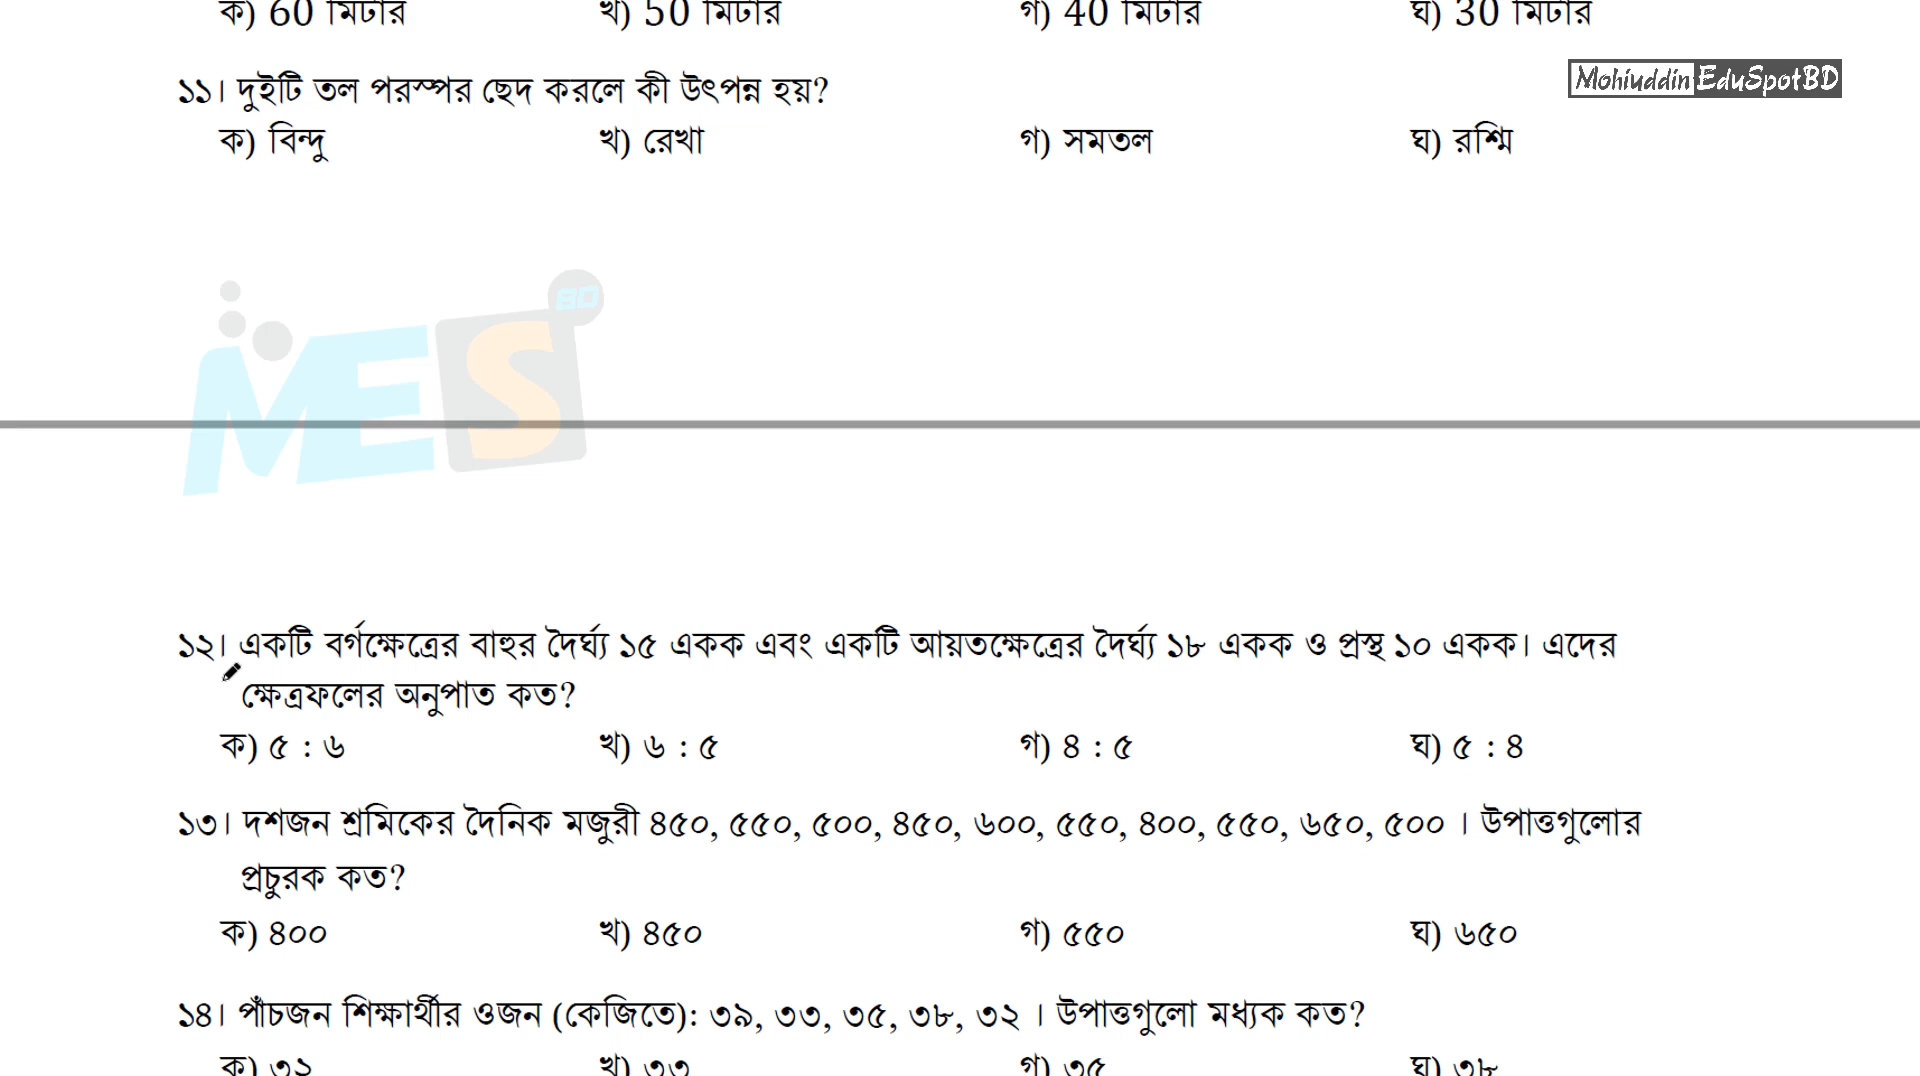 ক) 60 মিটার খ) 50 মিটার গ) 40 মিটার ঘ) 30 মিটার
Mohiuddin EduSpotBD
১১। দুইটি তল পরস্পর ছেদ করলে কী উৎপন্ন হয়?
ক) বিন্দু খ) রেখা গ) সমতল ঘ) রশ্মি
MES BD
১২। একটি বর্গক্ষেত্রের বাহুর দৈর্ঘ্য ১৫ একক এবং একটি আয়তক্ষেত্রের দৈর্ঘ্য ১৮ একক ও প্রস্থ ১০ একক। এদের
ক্ষেত্রফলের অনুপাত কত?
ক) ৫ : ৬ খ) ৬ : ৫ গ) ৪ : ৫ ঘ) ৫ : ৪
১৩। দশজন শ্রমিকের দৈনিক মজুরী ৪৫০, ৫৫০, ৫০০, ৪৫০, ৬০০, ৫৫০, ৪০০, ৫৫০, ৬৫০, ৫০০ । উপাত্তগুলোর
প্রচুরক কত?
ক) ৪০০ খ) ৪৫০ গ) ৫৫০ ঘ) ৬৫০
১৪। পাঁচজন শিক্ষার্থীর ওজন (কেজিতে): ৩৯, ৩৩, ৩৫, ৩৮, ৩২ । উপাত্তগুলো মধ্যক কত?
ক) ৩২ খ) ৩৩ গ) ৩৫ ঘ) ৩৮